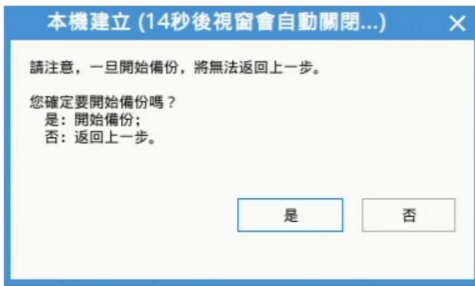 本機建立 (14秒後視窗會自動關閉...)
請注意，一旦開始備份，將無法返回上一步。
您確定要開始備份嗎？
是：開始備份；
否：返回上一步。
是
否